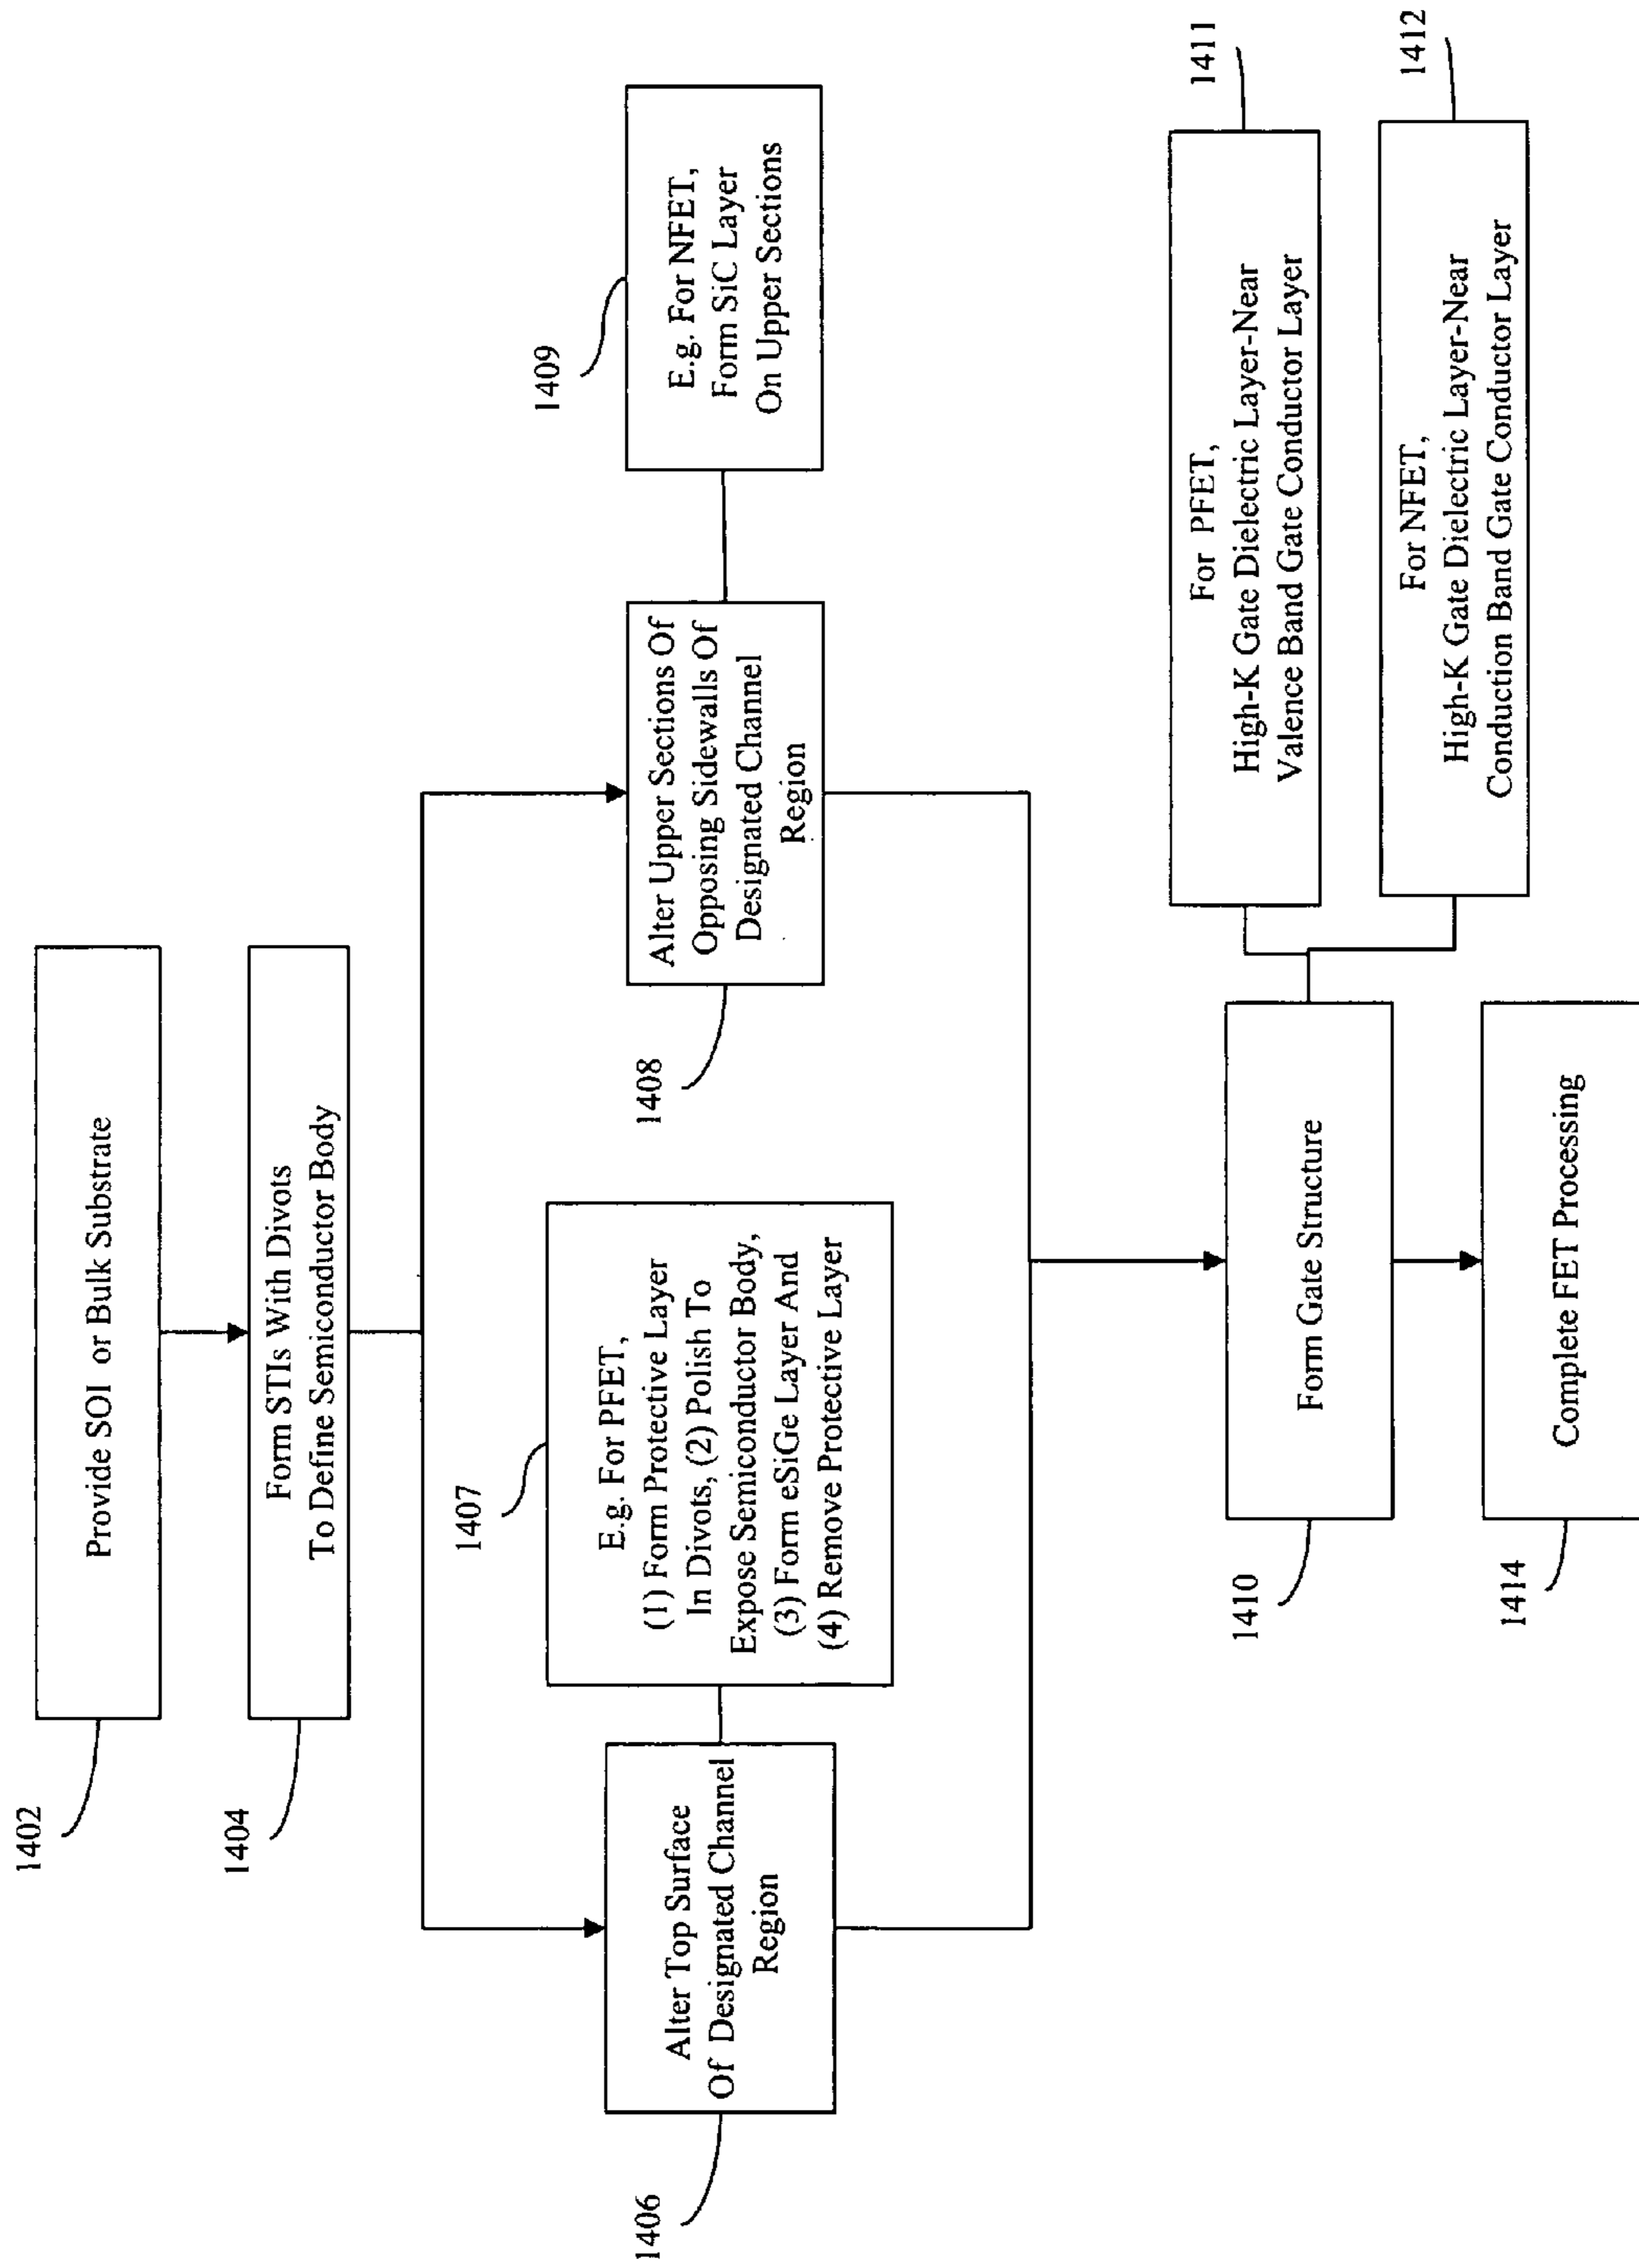 1402
Provide SOI or Bulk Substrate
1404
Form STIs With Divots
To Define Semiconductor Body
1406
Alter Top Surface
Of Designated Channel
Region
1407
E.g. For PFET,
(1) Form Protective Layer
In Divots, (2) Polish To
Expose Semiconductor Body,
(3) Form eSiGe Layer And
(4) Remove Protective Layer
1408
Alter Upper Sections Of
Opposing Sidewalls Of
Designated Channel
Region
1409
E.g. For NFET,
Form SiC Layer
On Upper Sections
1410
Form Gate Structure
1411
For PFET,
High-K Gate Dielectric Layer-Near
Valence Band Gate Conductor Layer
1412
For NFET,
High-K Gate Dielectric Layer-Near
Conduction Band Gate Conductor Layer
1414
Complete FET Processing